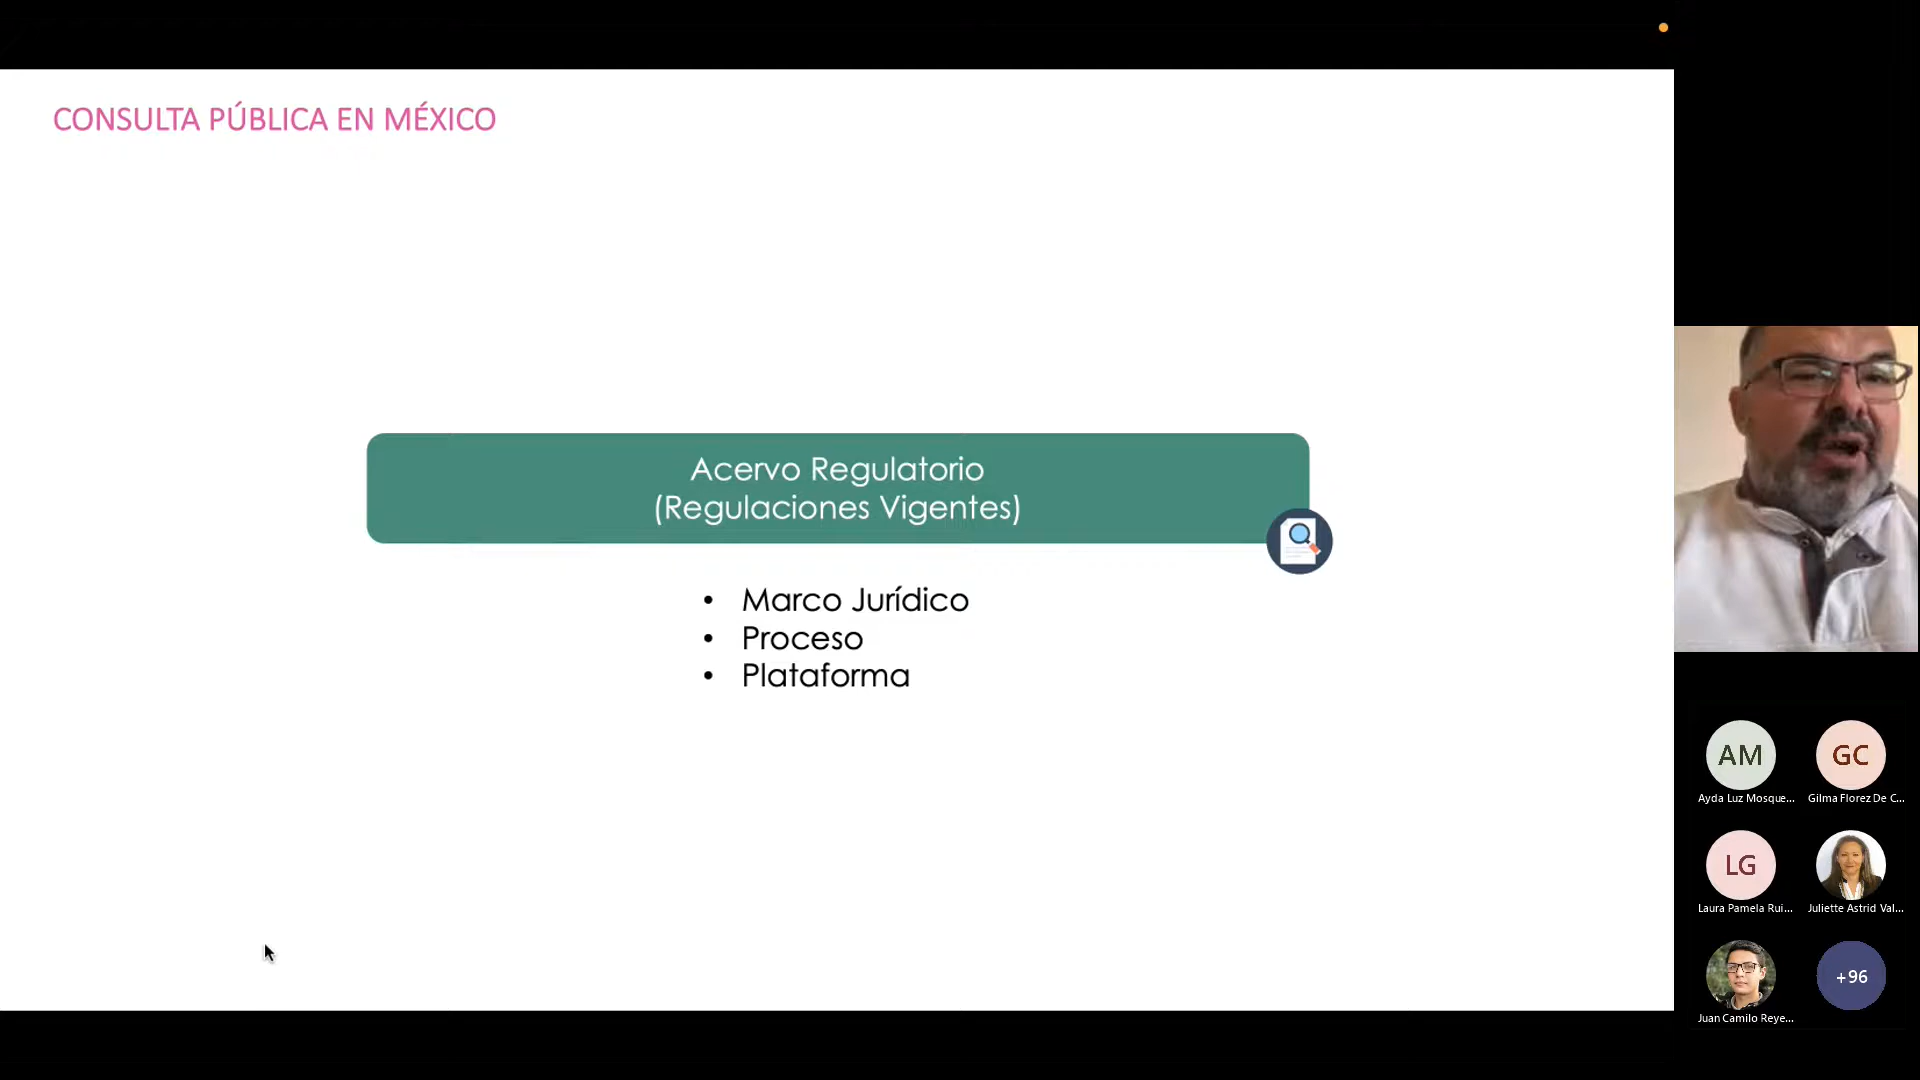 CONSULTA PÚBLICA EN MÉXICO
Acervo Regulatorio
(Regulaciones Vigentes)
• Marco Jurídico
• Proceso
• Plataforma
AM
GC
Ayda Luz Mosque...
Gilma Florez De C...
LG
Laura Pamela Rui...
Juliette Astrid Val...
+96
Juan Camilo Reye...